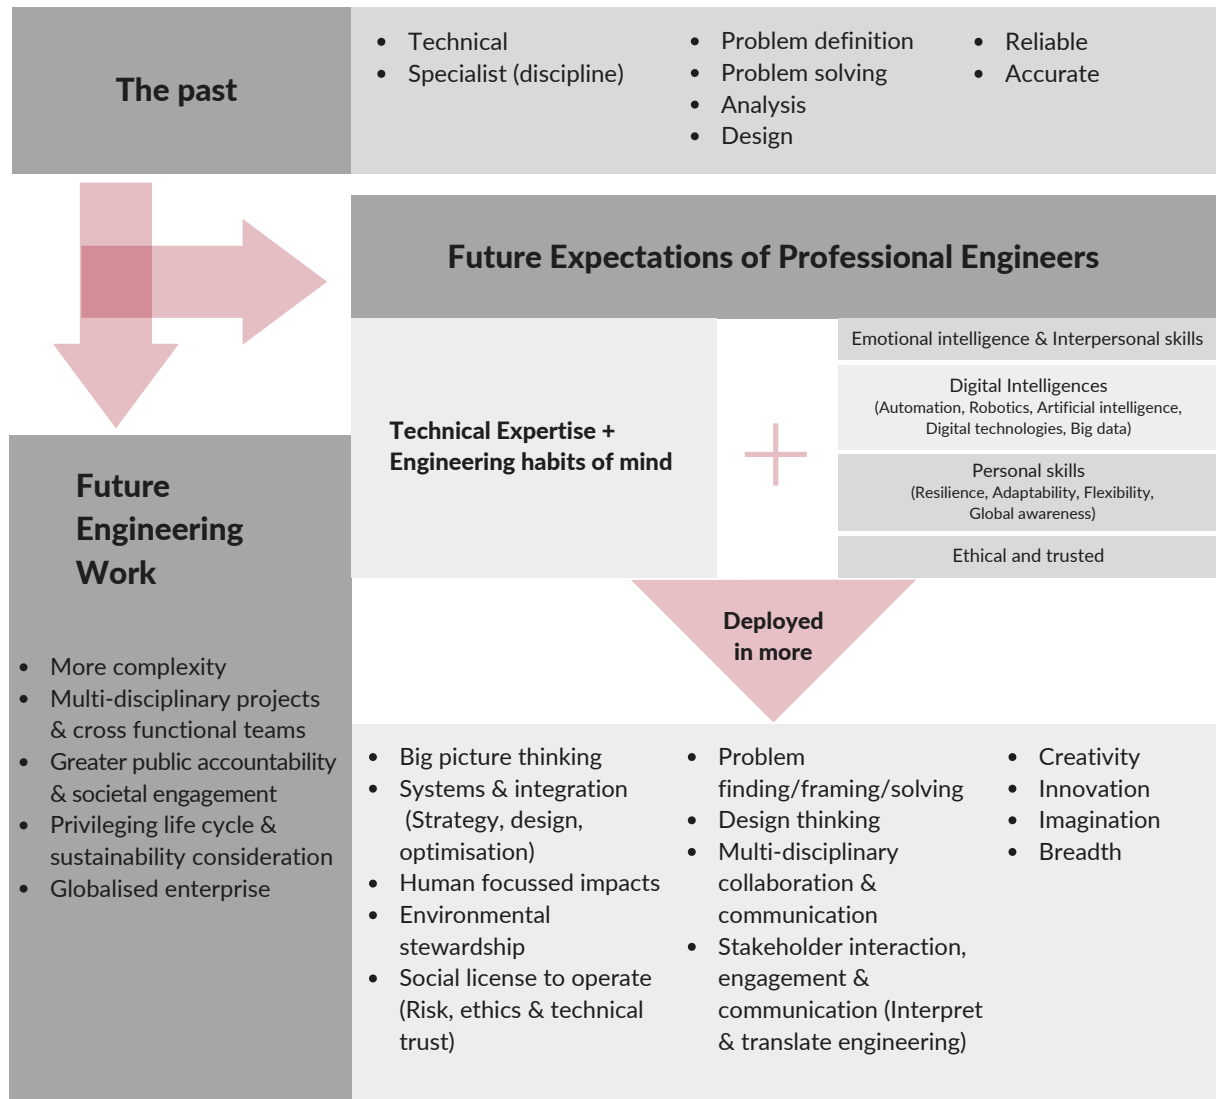 The past
• Technical
• Specialist (discipline)
• Problem definition
• Problem solving
• Analysis
• Design
• Reliable
• Accurate
Future Expectations of Professional Engineers
Technical Expertise +
Engineering habits of mind
Emotional intelligence & Interpersonal skills
Digital Intelligences
(Automation, Robotics, Artificial intelligence,
Digital technologies, Big data)
Personal skills
(Resilience, Adaptability, Flexibility,
Global awareness)
Ethical and trusted
Deployed
in more
Future
Engineering
Work
• More complexity
• Multi-disciplinary projects
& cross functional teams
• Greater public accountability
& societal engagement
• Privileging life cycle &
sustainability consideration
• Globalised enterprise
• Big picture thinking
• Systems & integration
(Strategy, design,
optimisation)
• Human focussed impacts
• Environmental
stewardship
• Social license to operate
(Risk, ethics & technical
trust)
• Problem
finding/framing/solving
• Design thinking
• Multi-disciplinary
collaboration &
communication
• Stakeholder interaction,
engagement &
communication (Interpret
& translate engineering)
• Creativity
• Innovation
• Imagination
• Breadth